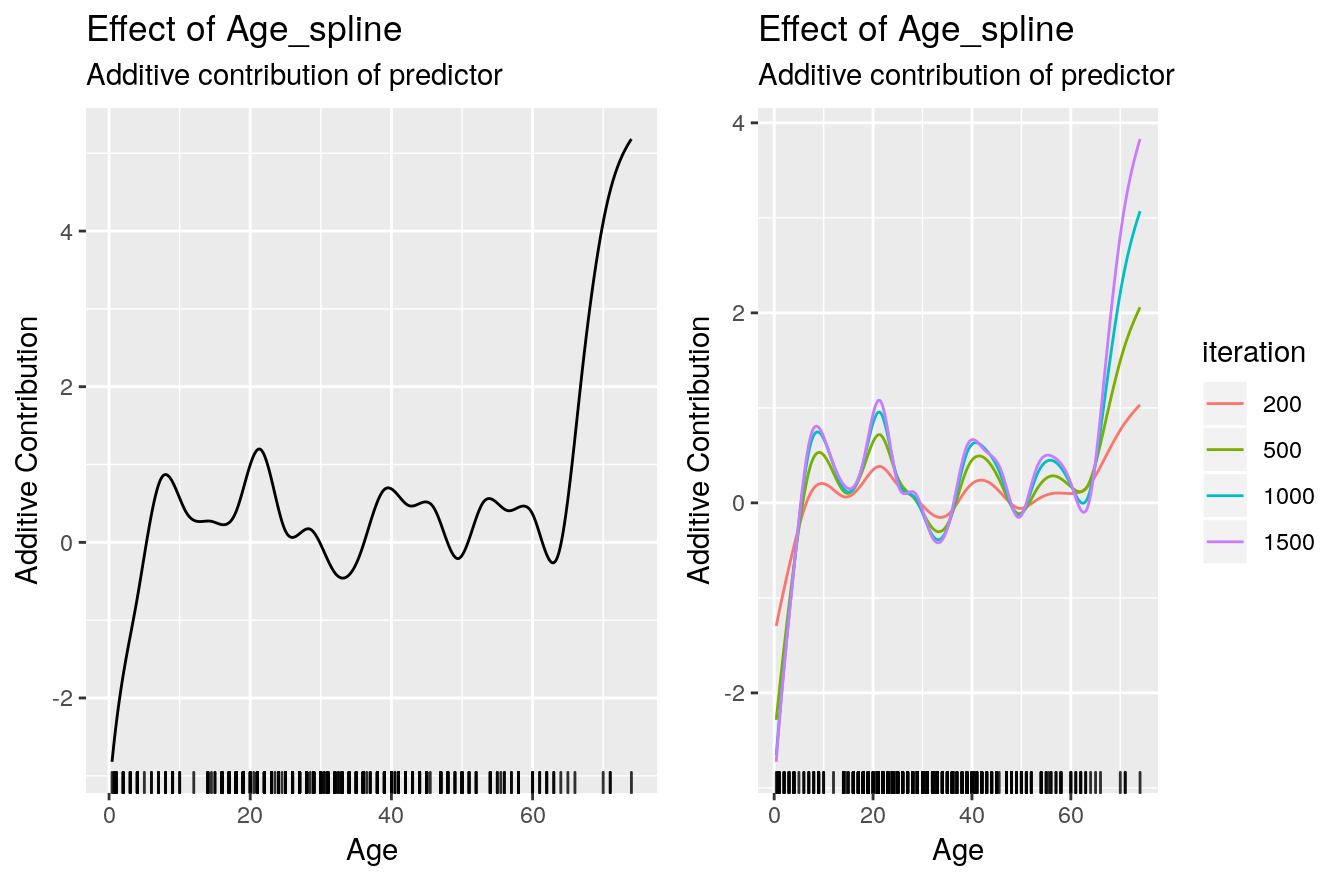 Effect of Age_spline
Additive contribution of predictor
Additive Contribution
4
2
0
-2
0
20
40
60
Age
Effect of Age_spline
Additive contribution of predictor
Additive Contribution
4
2
0
-2
0
20
40
60
Age
iteration
200
500
1000
1500